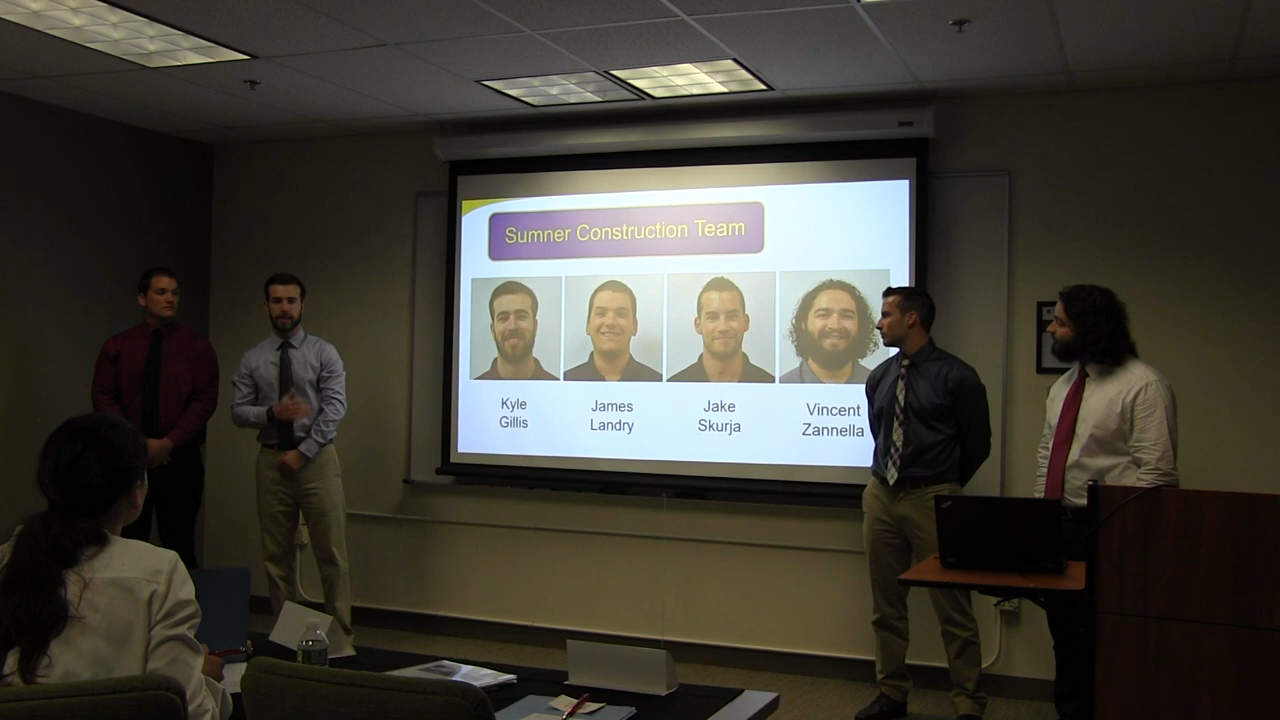 Sumner Construction Team
Kyle
Gillis
James
Landry
Jake
Skurja
Vincent
Zannella